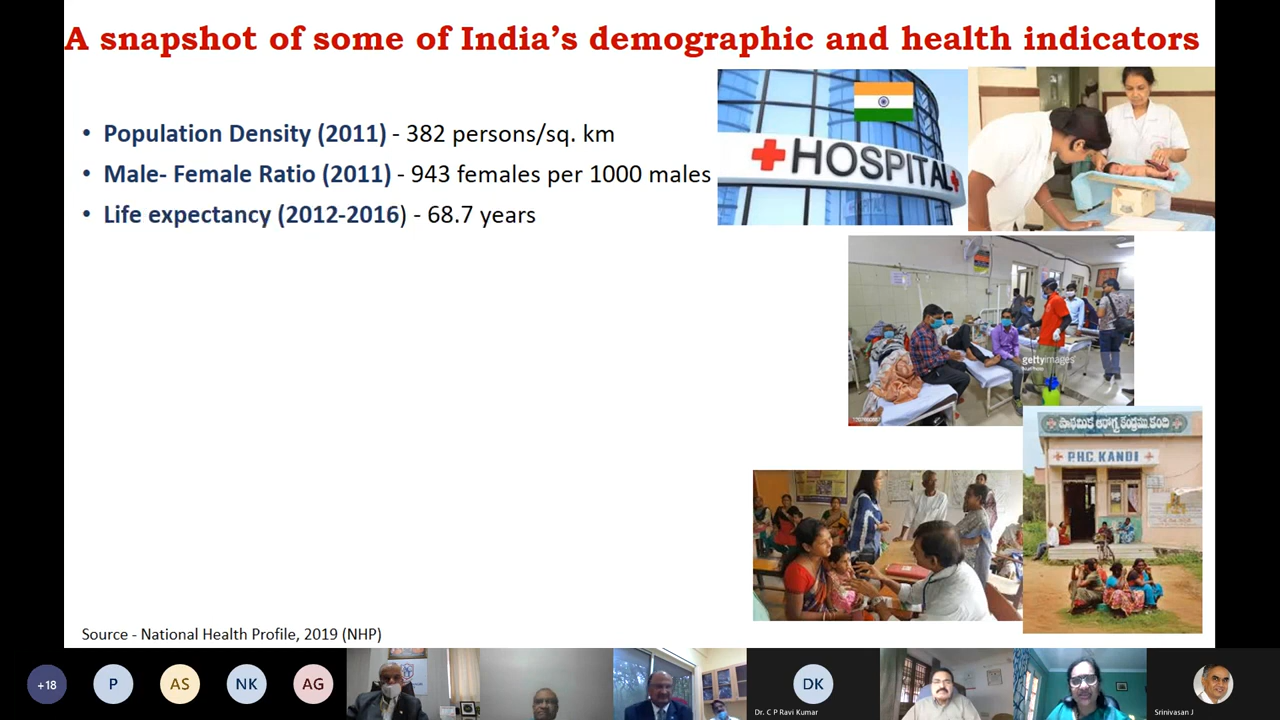 A snapshot of some of India's demographic and health indicators
• Population Density (2011) - 382 persons/sq. km
• Male- Female Ratio (2011) - 943 females per 1000 males
• Life expectancy (2012-2016) - 68.7 years
HOSPITAL
gettyimages
P.H.C. KANDI
Source - National Health Profile, 2019 (NHP)
+18
P
AS
NK
AG
DK
Dr. C P Ravi Kumar
Srinivasan J